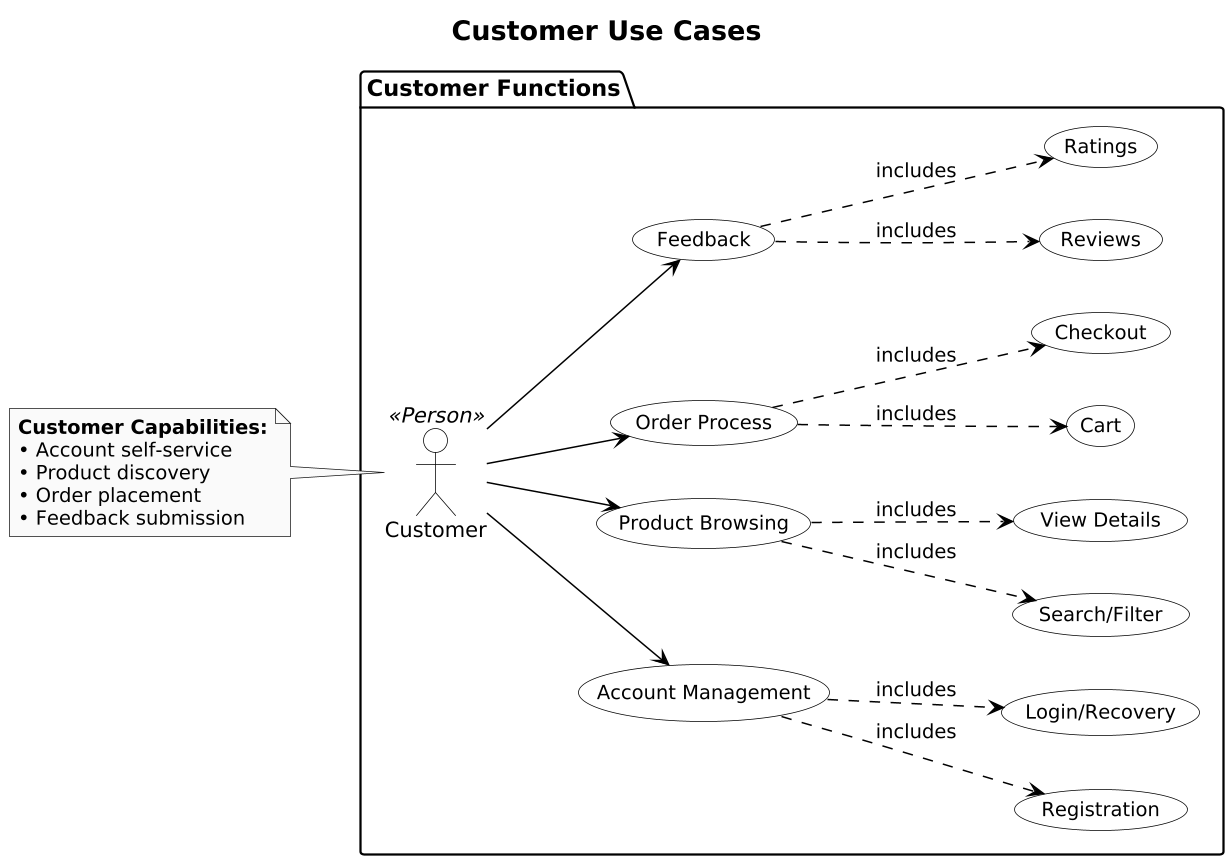 Customer Use Cases
Customer Functions
Ratings
includes
Feedback
includes
Reviews
Checkout
includes
Order Process
includes
Cart
«Person»
Customer
Customer Capabilities:
• Account self-service
• Product discovery
• Order placement
• Feedback submission
Product Browsing
includes
View Details
includes
Search/Filter
Account Management
includes
Login/Recovery
includes
Registration